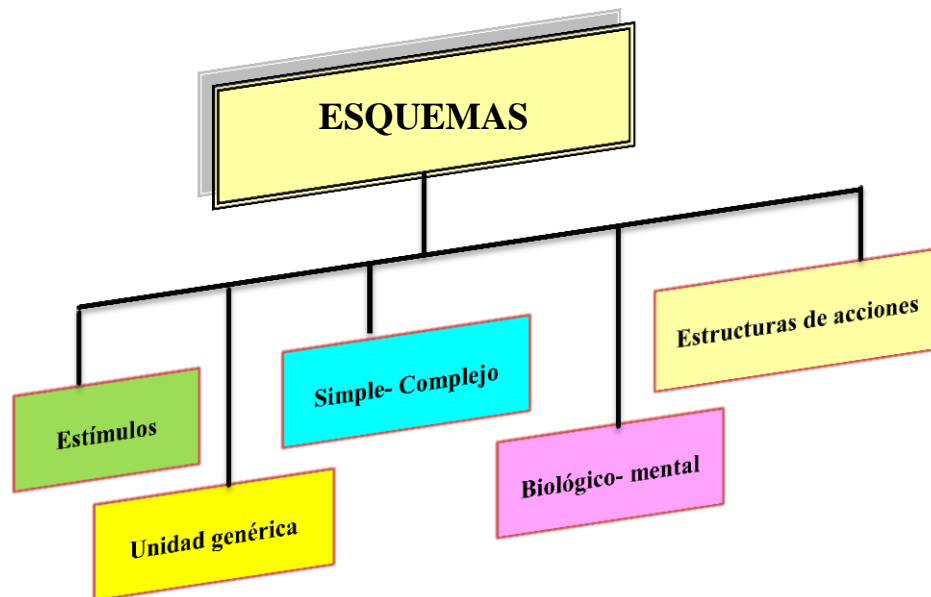 ESQUEMAS
Estímulos
Unidad genérica
Simple- Complejo
Biológico- mental
Estructuras de acciones